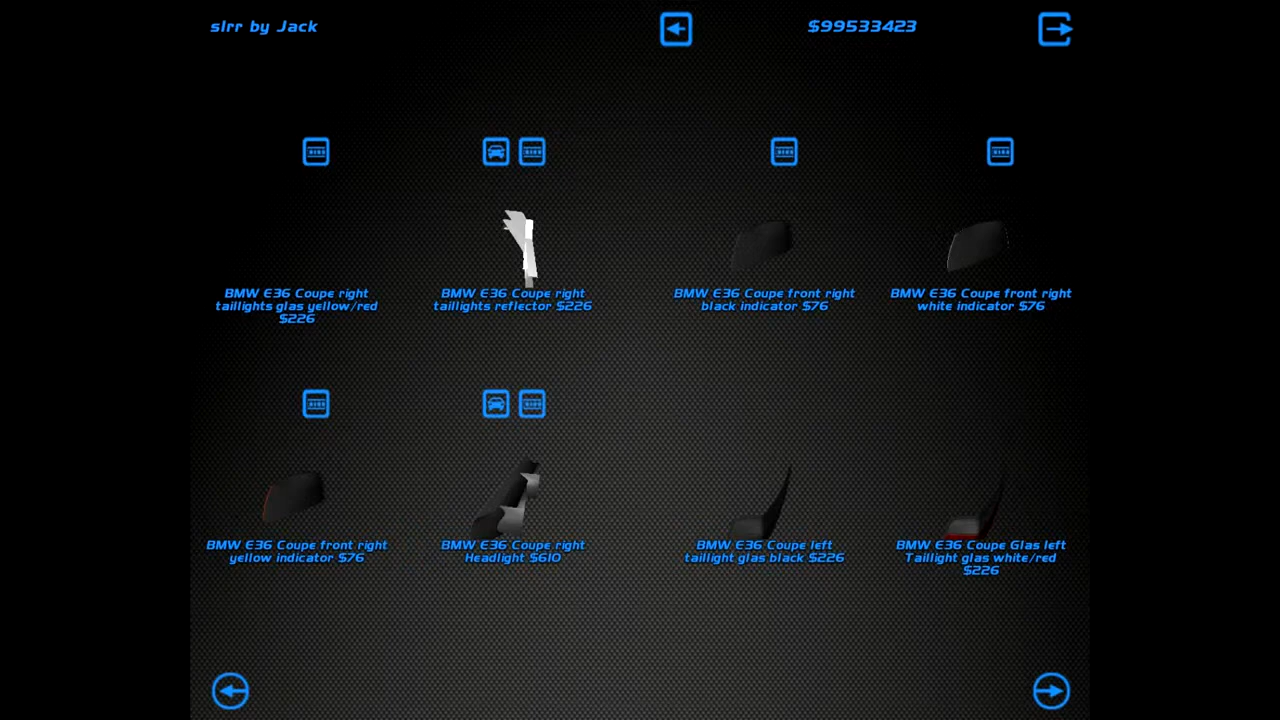 slrr by Jack
$99533423
BMW E36 Coupe right
taillights glas yellow/red
$226
BMW E36 Coupe right
taillights reflector $226
BMW E36 Coupe front right
black indicator $76
BMW E36 Coupe front right
white indicator $76
BMW E36 Coupe front right
yellow indicator $76
BMW E36 Coupe right
Headlight $610
BMW E36 Coupe left
taillight glas black $226
BMW E36 Coupe Glas left
Taillight glas white/red
$226